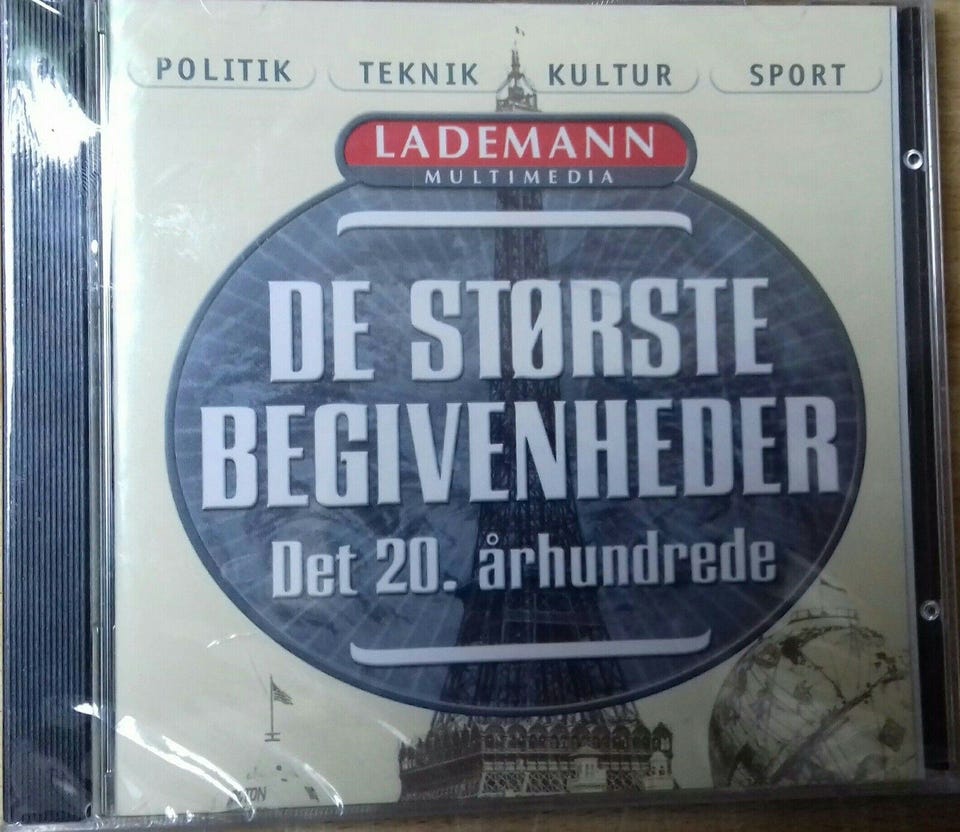 POLITIK TEKNIK KULTUR SPORT
LADEMANN
MULTIMEDIA
DE STØRSTE
BEGIVENHEDER
Det 20. århundrede